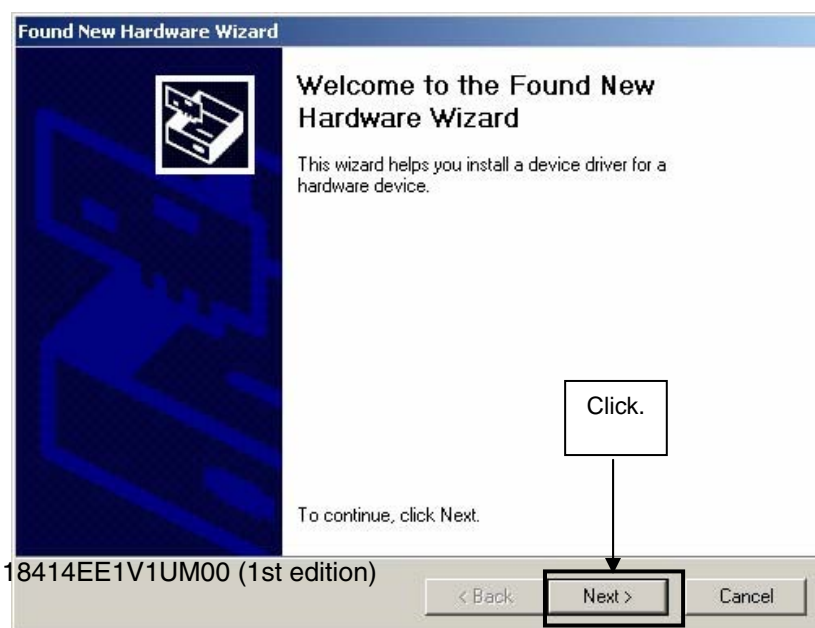 Found New Hardware Wizard
Welcome to the Found New
Hardware Wizard
This wizard helps you install a device driver for a
hardware device.
Click.
To continue, click Next.
18414EE1V1UM00 (1st edition)
< Back
Next >
Cancel